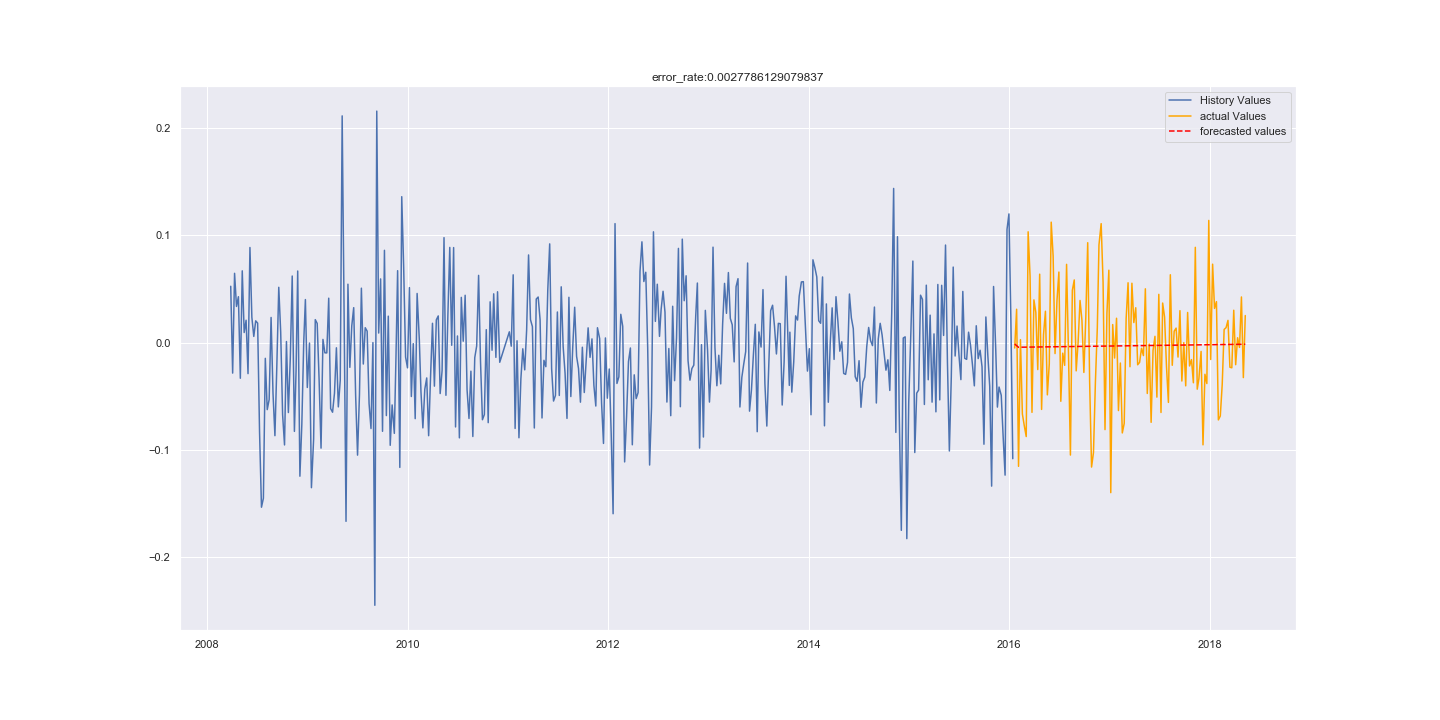 error_rate:0.0027786129079837
History Values
actual Values
forecasted values
0.2
0.1
0.0
−0.1
−0.2
2008 2010 2012 2014 2016 2018